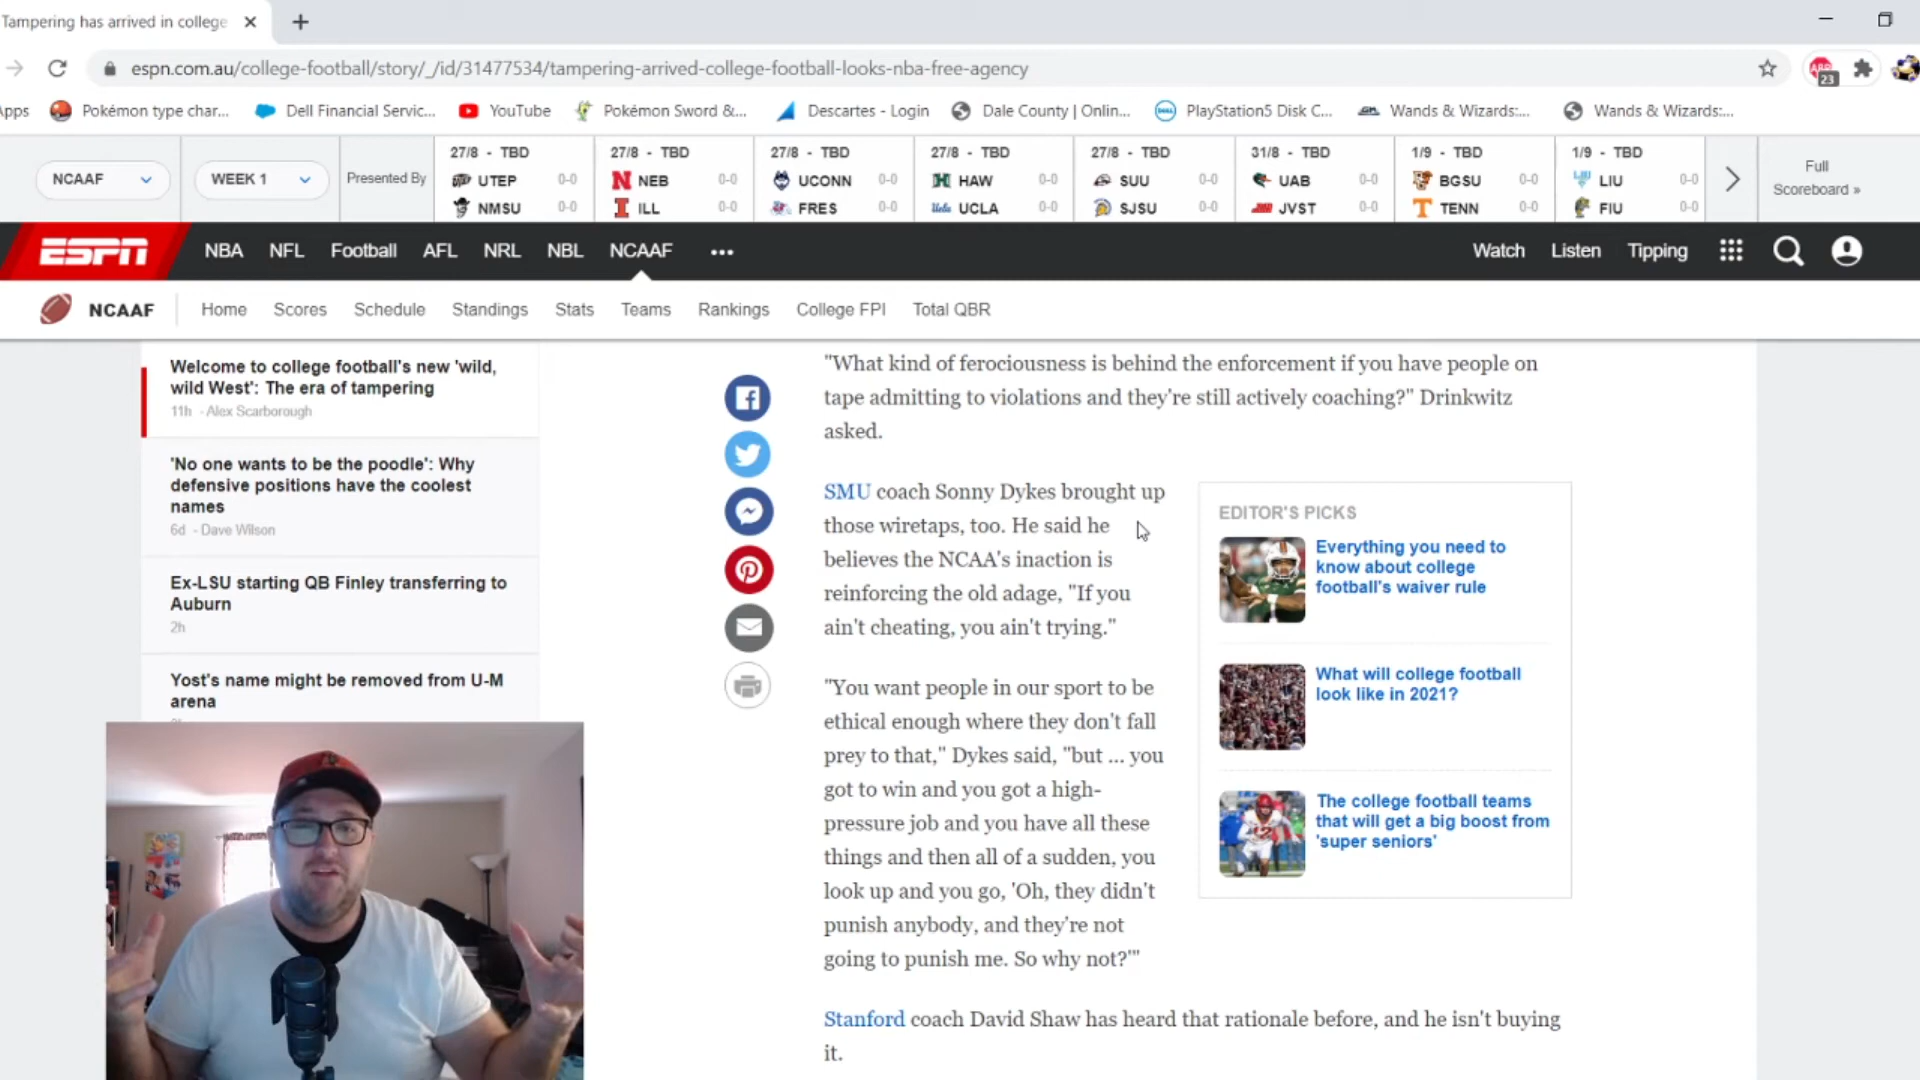 Tampering has arrived in college
espn.com.au/college-football/story/_/id/31477534/tampering-arrived-college-football-looks-nba-free-agency
23
Apps Pokémon type char... Dell Financial Servic... YouTube Pokémon Sword &... Descartes - Login Dale County | Onlin... PlayStation5 Disk C... Wands & Wizards:... Wands & Wizards:...
NCAAF
WEEK 1
Presented By
27/8 - TBD
UTEP 0-0
NMSU 0-0
27/8 - TBD
NEB 0-0
ILL 0-0
27/8 - TBD
UCONN 0-0
FRES 0-0
27/8 - TBD
HAW 0-0
UCLA 0-0
27/8 - TBD
SUU 0-0
SJSU 0-0
31/8 - TBD
UAB 0-0
JVST 0-0
1/9 - TBD
BGSU 0-0
TENN 0-0
1/9 - TBD
LIU 0-0
FIU 0-0
Full
Scoreboard »
ESPN NBA NFL Football AFL NRL NBL NCAAF ••• Watch Listen Tipping
NCAAF Home Scores Schedule Standings Stats Teams Rankings College FPI Total QBR
Welcome to college football's new 'wild,
wild West': The era of tampering
11h - Alex Scarborough
'No one wants to be the poodle': Why
defensive positions have the coolest
names
6d - Dave Wilson
Ex-LSU starting QB Finley transferring to
Auburn
2h
Yost's name might be removed from U-M
arena
"What kind of ferociousness is behind the enforcement if you have people on
tape admitting to violations and they're still actively coaching?" Drinkwitz
asked.
SMU coach Sonny Dykes brought up
those wiretaps, too. He said he
believes the NCAA's inaction is
reinforcing the old adage, "If you
ain't cheating, you ain't trying."
"You want people in our sport to be
ethical enough where they don't fall
prey to that," Dykes said, "but ... you
got to win and you got a high-
pressure job and you have all these
things and then all of a sudden, you
look up and you go, 'Oh, they didn't
punish anybody, and they're not
going to punish me. So why not?'"
Stanford coach David Shaw has heard that rationale before, and he isn't buying
it.
EDITOR'S PICKS
Everything you need to
know about college
football's waiver rule
What will college football
look like in 2021?
The college football teams
that will get a big boost from
'super seniors'